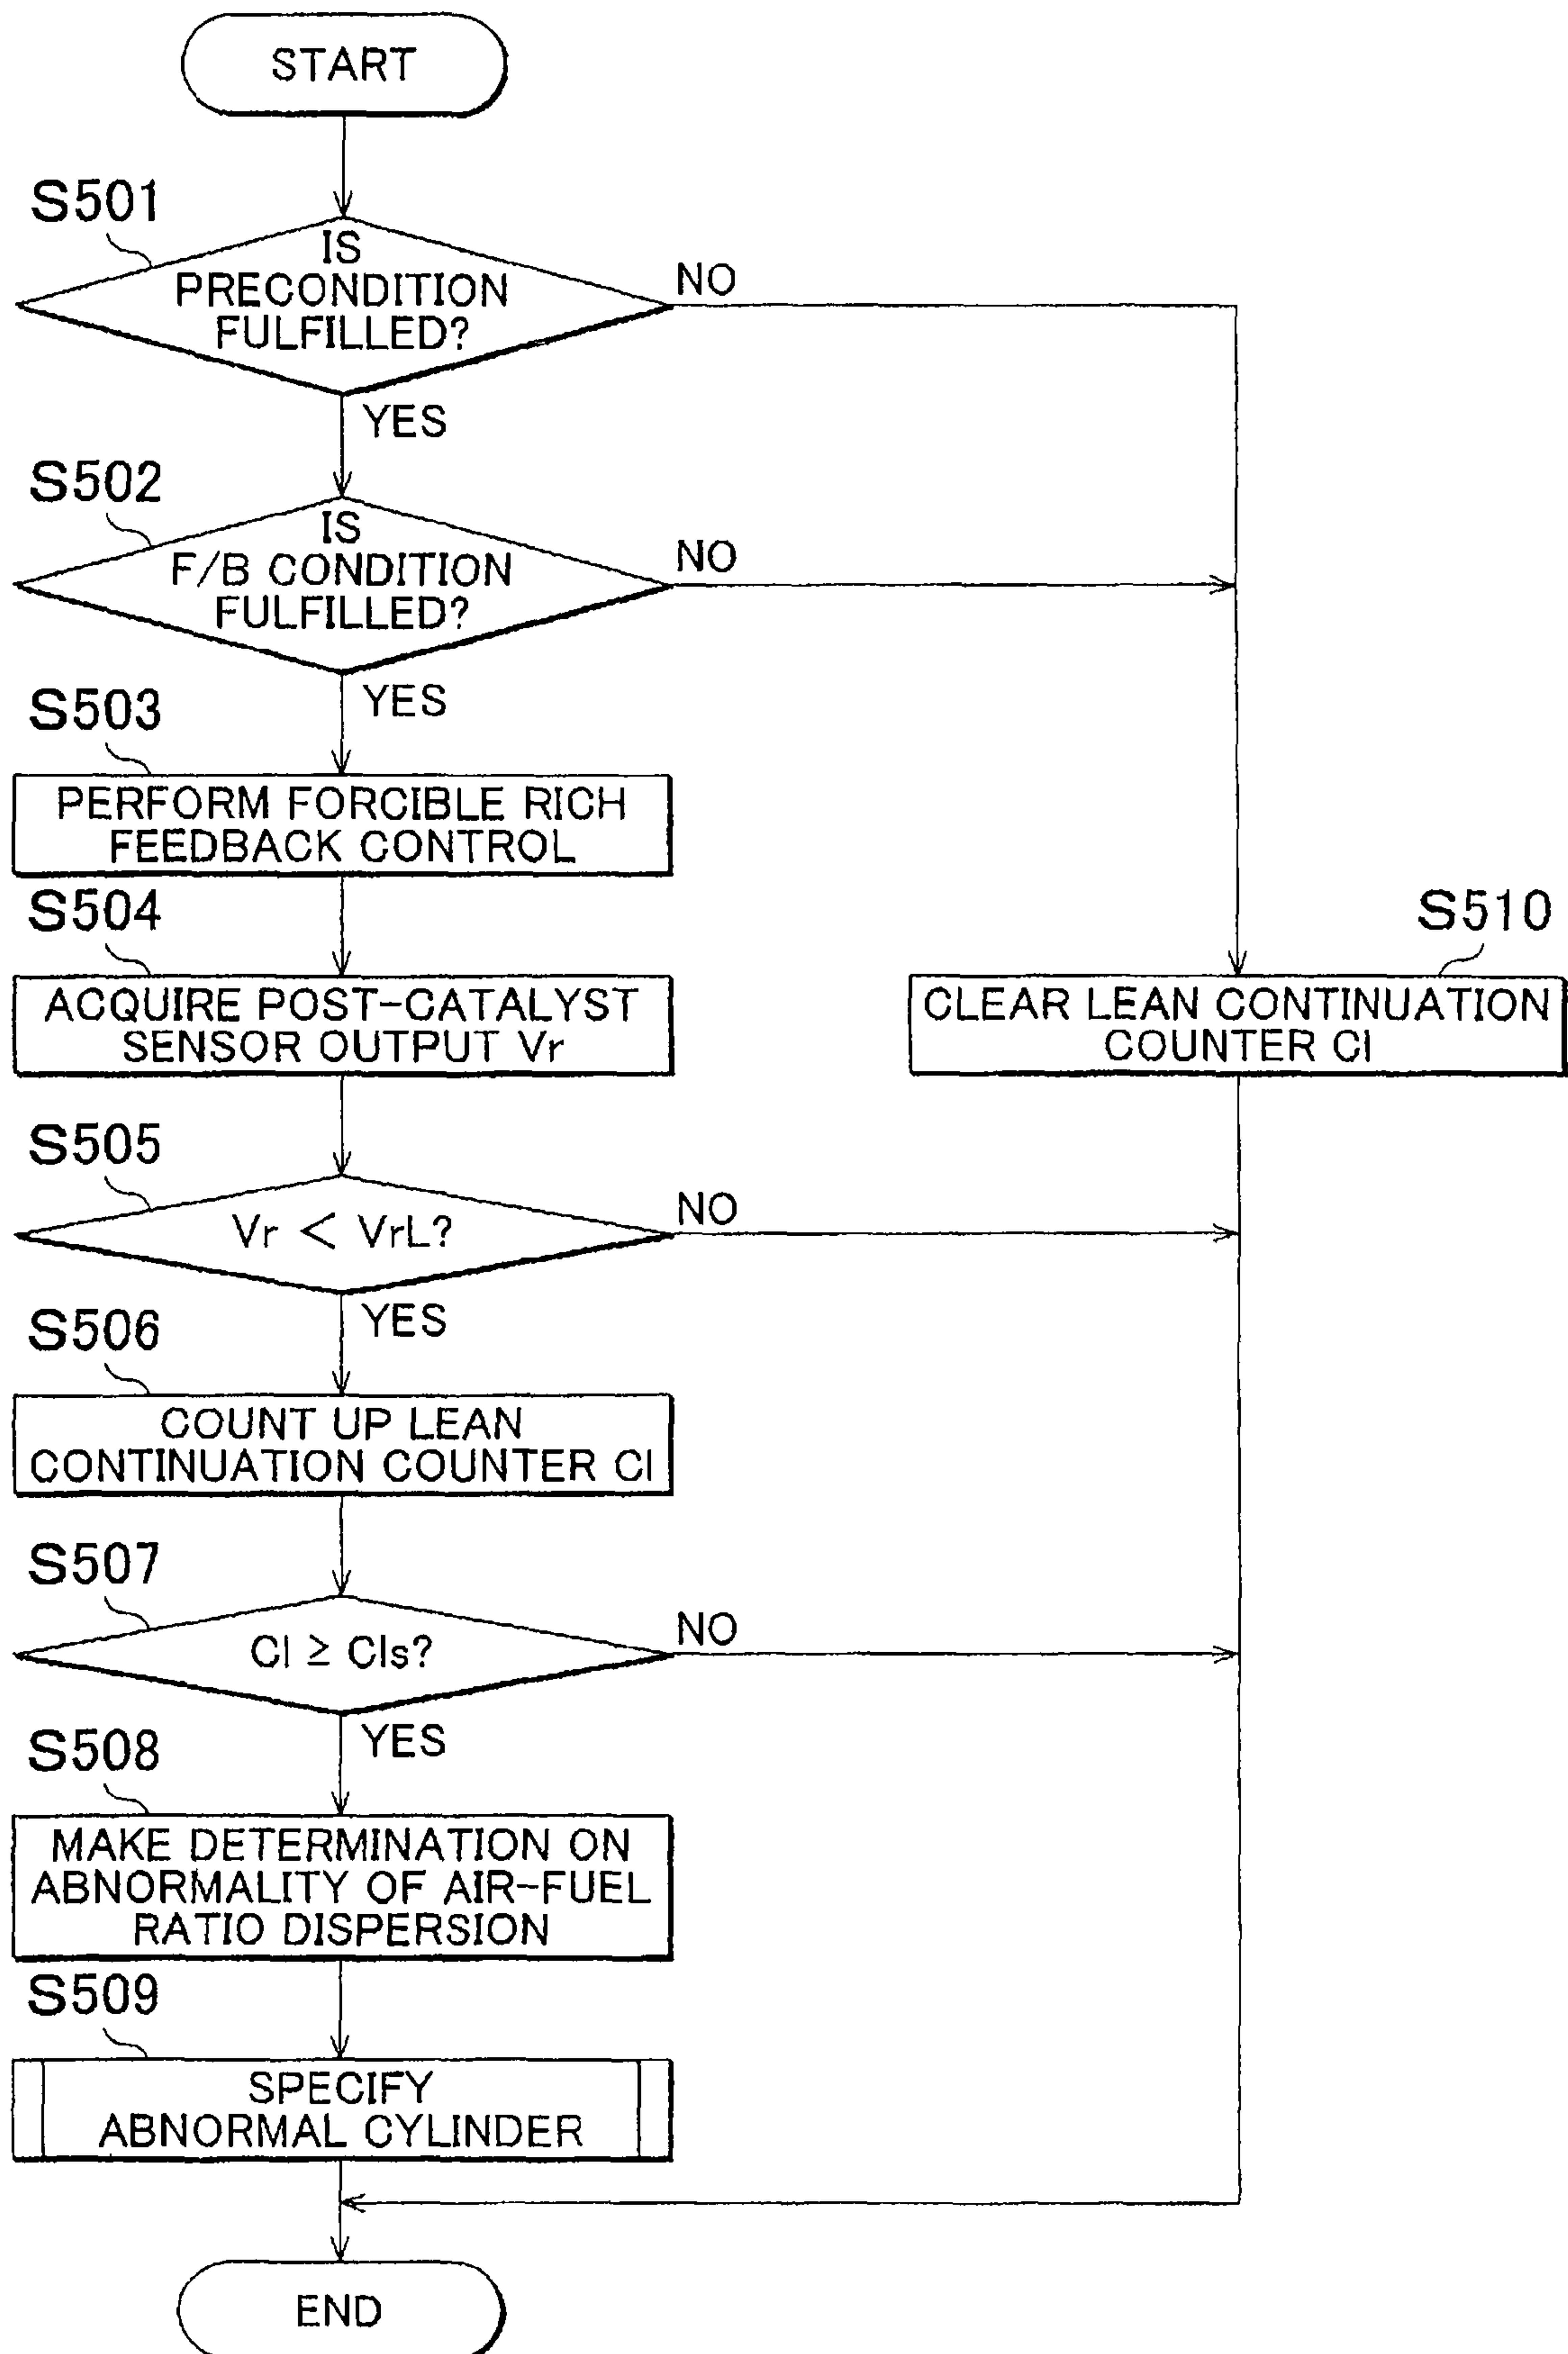 START
S501
IS
PRECONDITION
FULFILLED?
NO
YES
S502
IS
F/B CONDITION
FULFILLED?
NO
YES
S503
PERFORM FORCIBLE RICH
FEEDBACK CONTROL
S504
ACQUIRE POST-CATALYST
SENSOR OUTPUT Vr
S510
CLEAR LEAN CONTINUATION
COUNTER Cl
S505
Vr < VrL?
NO
YES
S506
COUNT UP LEAN
CONTINUATION COUNTER Cl
S507
Cl ≥ Cls?
NO
YES
S508
MAKE DETERMINATION ON
ABNORMALITY OF AIR-FUEL
RATIO DISPERSION
S509
SPECIFY
ABNORMAL CYLINDER
END